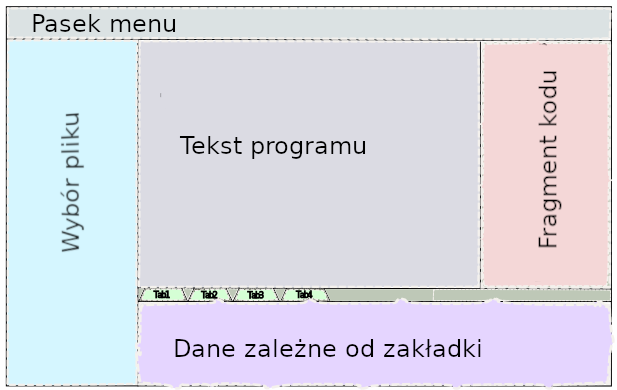 Pasek menu
Wybór pliku
Tekst programu
Fragment kodu
Tab1 Tab2 Tab3 Tab4
Dane zależne od zakładki